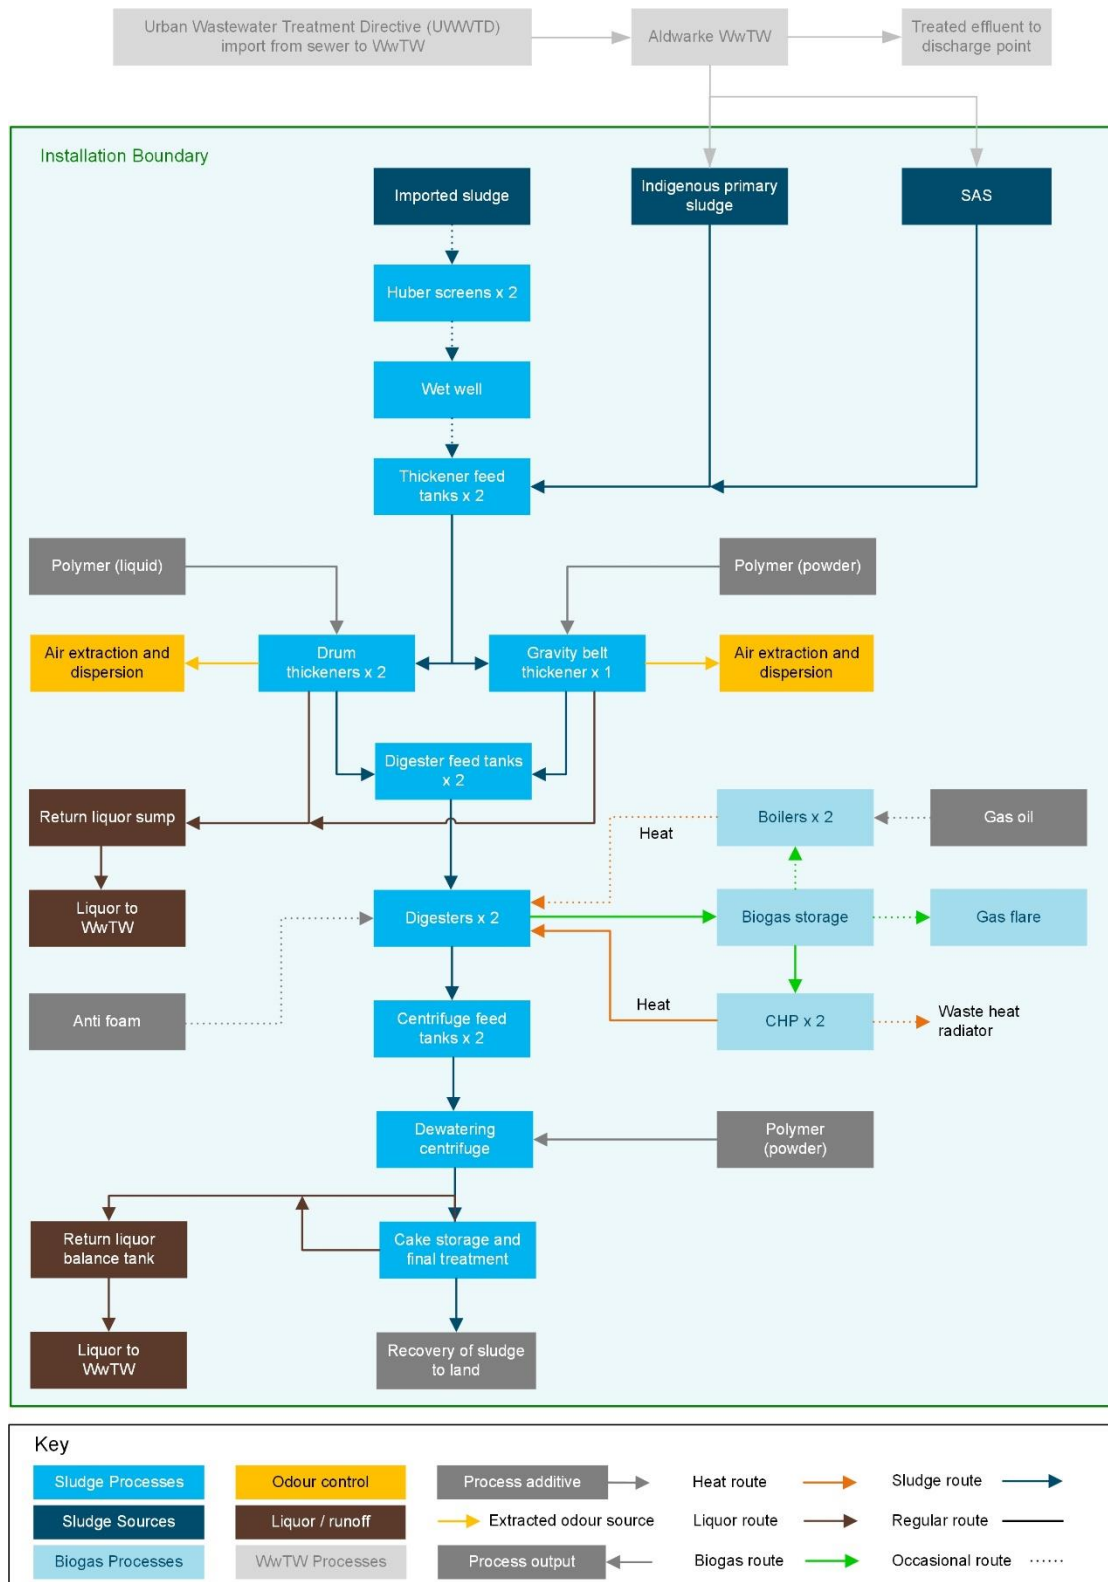 Urban Wastewater Treatment Directive (UWWTD)
import from sewer to WwTW
Aldwarke WwTW
Treated effluent to
discharge point
Installation Boundary
Imported sludge
Indigenous primary
sludge
SAS
Huber screens x 2
Wet well
Thickener feed
tanks x 2
Polymer (liquid)
Polymer (powder)
Air extraction and
dispersion
Drum
thickeners x 2
Gravity belt
thickener x 1
Air extraction and
dispersion
Digester feed tanks
x 2
Return liquor sump
Heat
Boilers x 2
Gas oil
Liquor to
WwTW
Digesters x 2
Biogas storage
Gas flare
Anti foam
Centrifuge feed
tanks x 2
Heat
CHP x 2
Waste heat
radiator
Dewatering
centrifuge
Polymer
(powder)
Return liquor
balance tank
Cake storage and
final treatment
Liquor to
WwTW
Recovery of sludge
to land
Key
Sludge Processes
Odour control
Process additive
Heat route
Sludge route
Sludge Sources
Liquor / runoff
Extracted odour source
Liquor route
Regular route
Biogas Processes
WwTW Processes
Process output
Biogas route
Occasional route